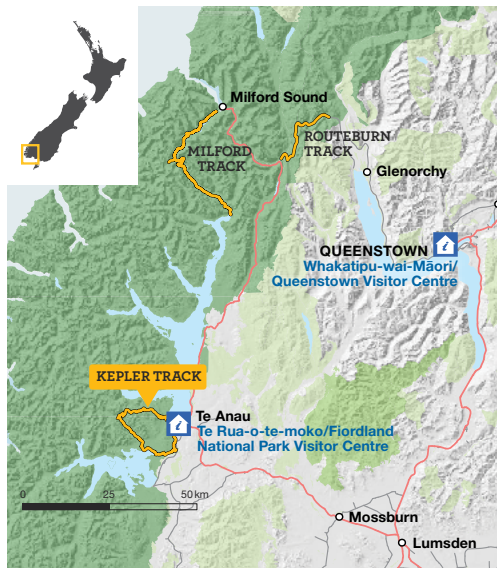 Milford Sound
MILFORD
TRACK
ROUTEBURN
TRACK
Glenorchy
QUEENSTOWN
Whakatipu-wai-Māori/
Queenstown Visitor Centre
KEPLER TRACK
Te Anau
Te Rua-o-te-moko/Fiordland
National Park Visitor Centre
0 25 50 km
Mossburn
Lumsden